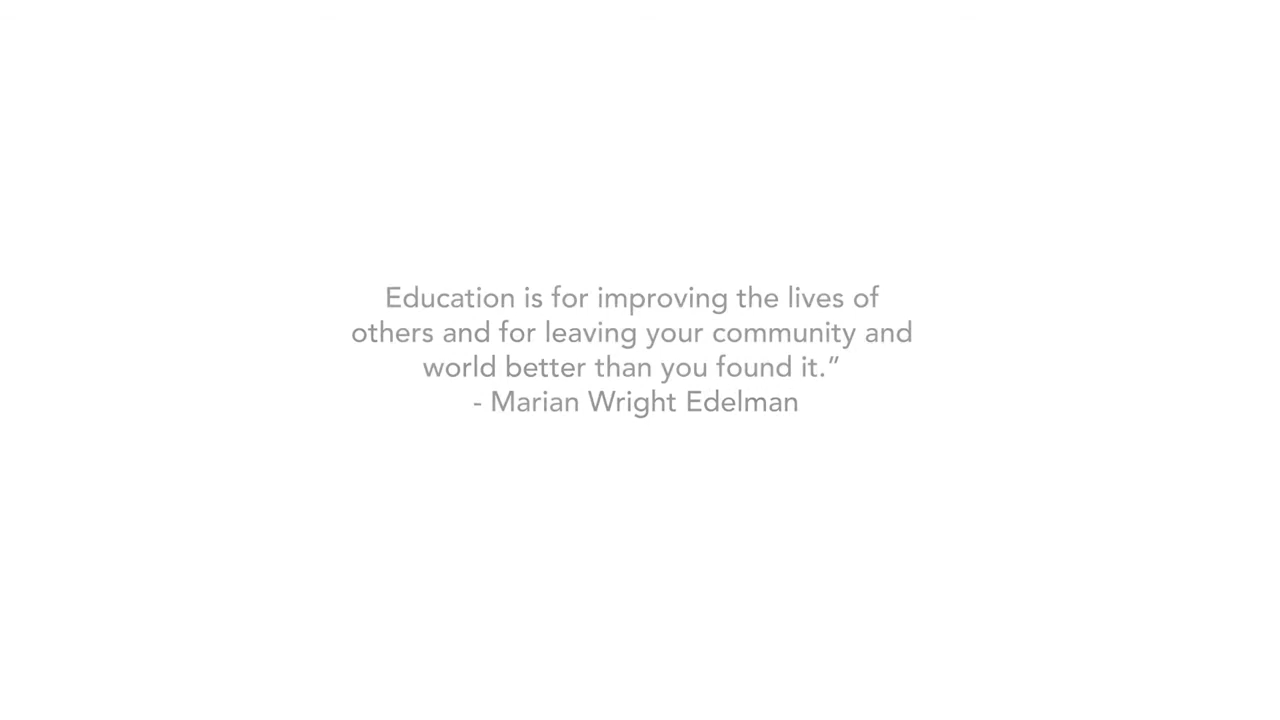 Education is for improving the lives of
others and for leaving your community and
world better than you found it.”
- Marian Wright Edelman